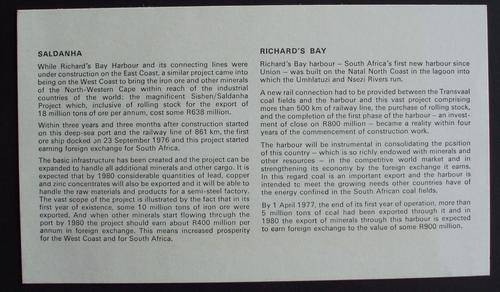 SALDANHA
While Richard's Bay Harbour and its connecting lines were
under construction on the East Coast, a similar project came into
being on the West Coast to bring the iron ore and other minerals
of the North-Western Cape within reach of the industrial
countries of the world: the magnificent Sishen/Saldanha
Project which, inclusive of rolling stock for the export of
18 million tons of ore per annum, cost some R638 million.
Within three years and three months after construction started
on this deep-sea port and the railway line of 861 km, the first
ore ship docked on 23 September 1976 and this project started
earning foreign exchange for South Africa.
The basic infrastructure has been created and the project can be
expanded to handle all additional minerals and other cargo. It is
expected that by 1980 considerable quantities of lead, copper
and zinc concentrates will also be exported and it will be able to
handle the raw materials and products for a semi-steel factory.
The vast scope of the project is illustrated by the fact that in its
first year of existence, some 10 million tons of iron ore were
exported. And when other minerals start flowing through the
port by 1980 the project should earn about R400 million per
annum in foreign exchange. This means increased prosperity
for the West Coast and for South Africa.
RICHARD'S BAY
Richard's Bay harbour – South Africa's first new harbour since
Union – was built on the Natal North Coast in the lagoon into
which the Umhlatuzi and Nsezi Rivers run.
A new rail connection had to be provided between the Transvaal
coal fields and the harbour and this vast project comprising
more than 500 km of railway line, the purchase of rolling stock,
and the completion of the first phase of the harbour – an invest-
ment of close on R800 million – became a reality within four
years of the commencement of construction work.
The harbour will be instrumental in consolidating the position
of this country – which is so richly endowed with minerals and
other resources – in the competitive world market and in
strengthening its economy by the foreign exchange it earns.
In this regard coal is an important export and the harbour is
intended to meet the growing needs other countries have of
the energy confined in the South African coal fields.
By 1 April 1977, the end of its first year of operation, more than
5 million tons of coal had been exported through it and in
1980 the export of minerals through this harbour is expected
to earn foreign exchange to the value of some R900 million.